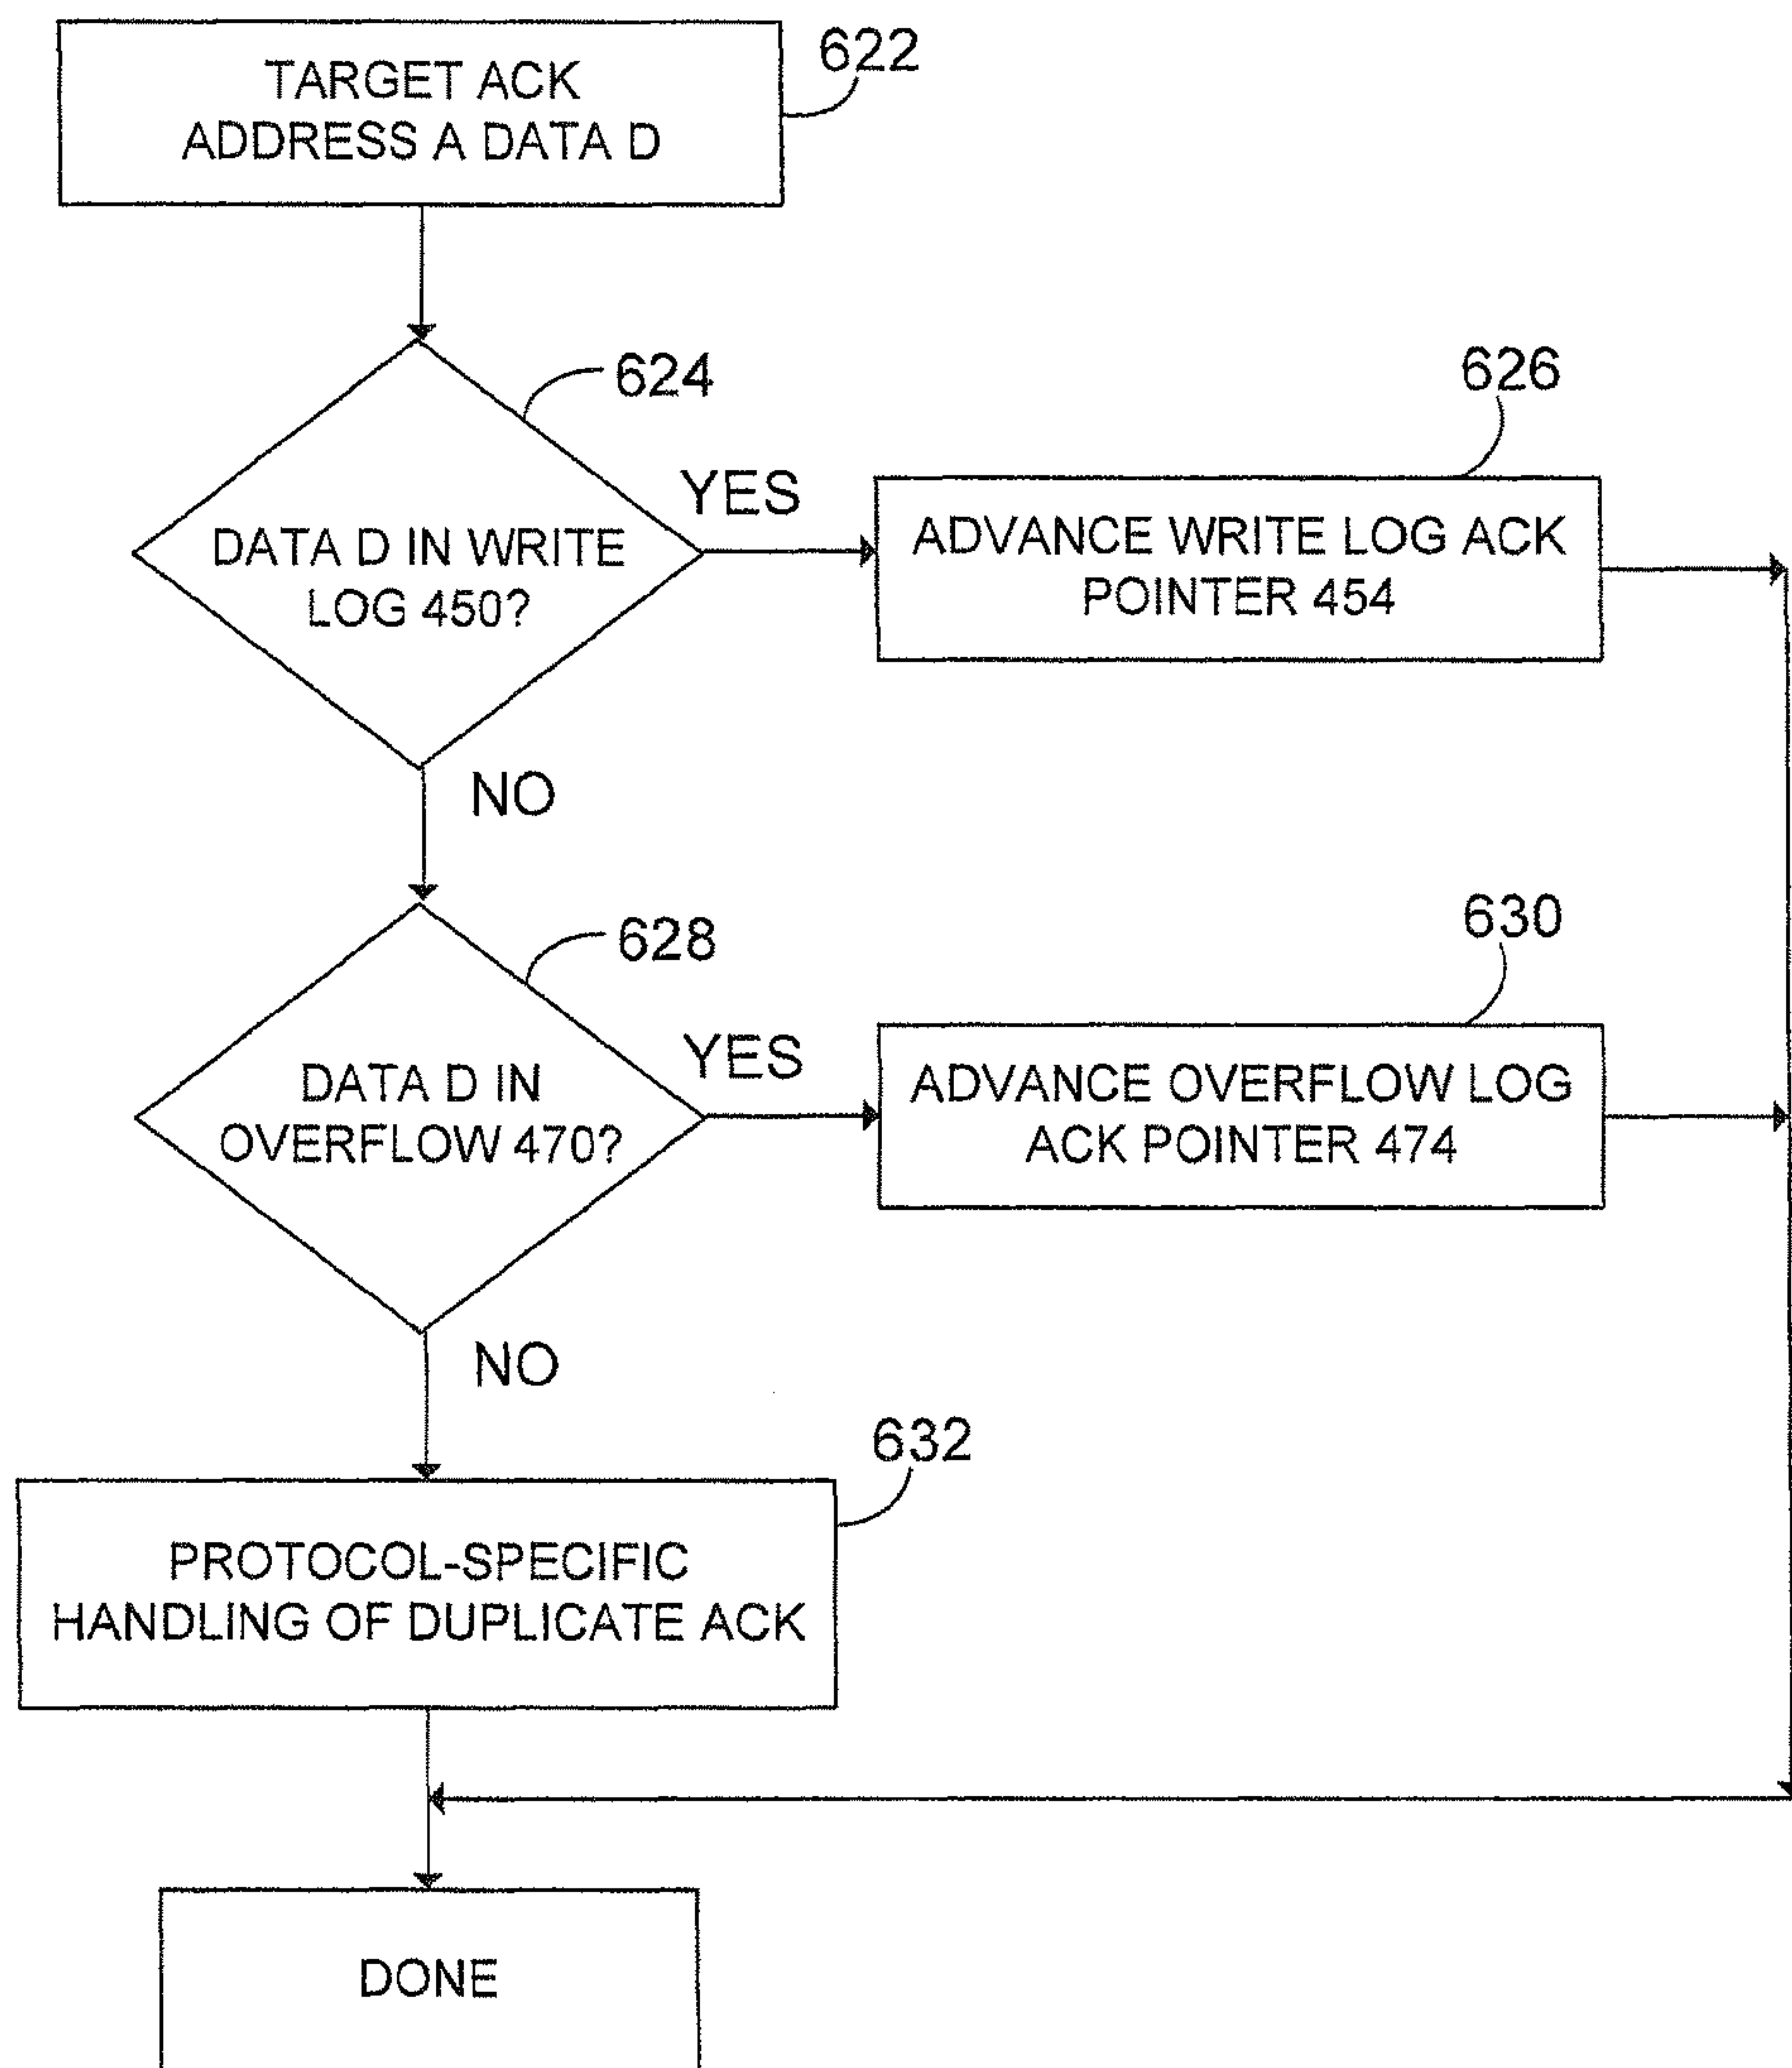 TARGET ACK
ADDRESS A DATA D
622
624
DATA D IN WRITE
LOG 450?
YES
626
ADVANCE WRITE LOG ACK
POINTER 454
NO
628
DATA D IN
OVERFLOW 470?
YES
630
ADVANCE OVERFLOW LOG
ACK POINTER 474
NO
632
PROTOCOL-SPECIFIC
HANDLING OF DUPLICATE ACK
DONE